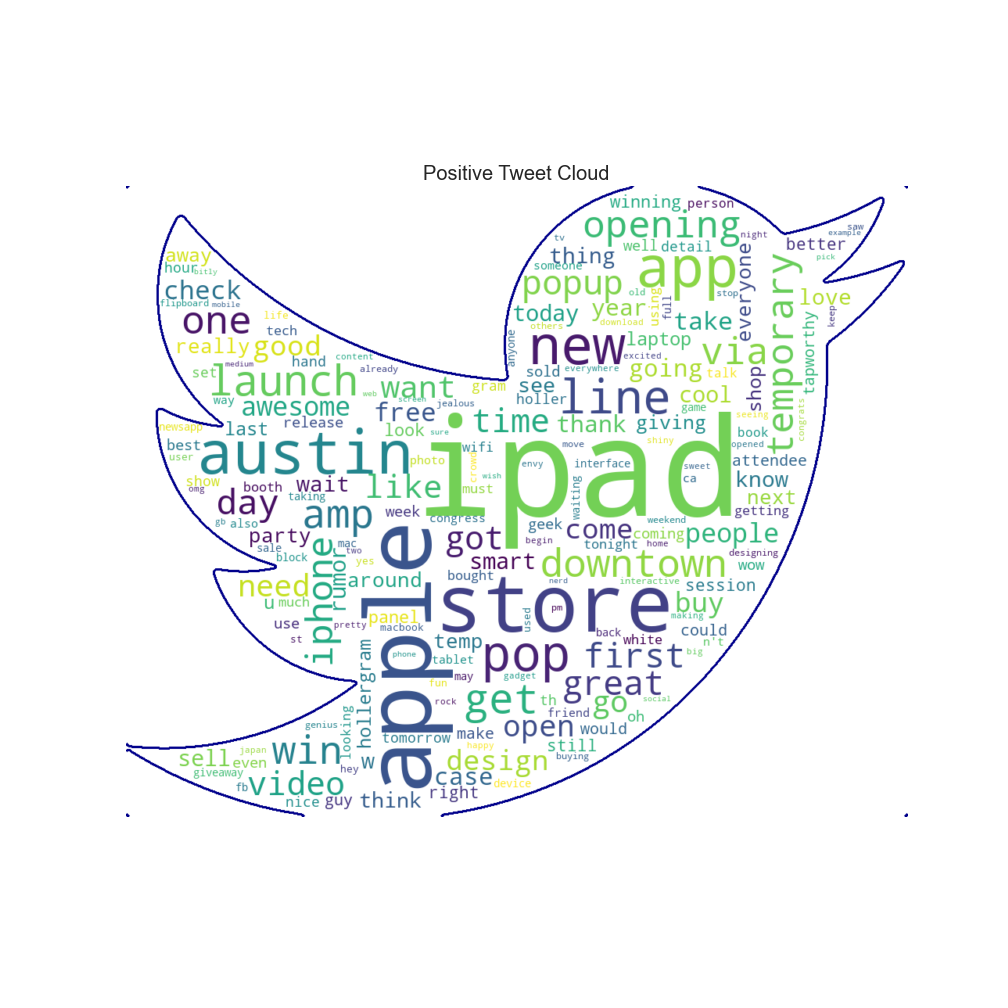 Positive Tweet Cloud
winning person
opening
saw
example
tv
well detail
night
better
away
thing
someone
app
everyone
pick
hour bitly
check
popup
old
using
full
stop
temporary
love
flipboard mobile
one
life
today
year
take
keep
others
download
tech
new
laptop
via
tapworthy
really good
hand
content
anyone
excited
shop
medium
already
sold
everywhere
going
talk
set
launch
want
gram
see
line
cool
way
web
screen
jealous
holler
game
seeing
congrats
awesome
free
time
thank
giving
book
last
release
look
sure
opened
newsapp
austin
ipad
move
shiny
attendee
best
wifi
crowd
envy
interface
sweet
user
photo
wish
ca
know
show
omg
wait
like
must
waiting
next
day
booth
taking
week
congress
geek
weekend
getting
gb also
amp
come
coming
people
party
mac
got
begin
tonight
home
designing
sale
block
two
yes
iphone
rumor
apple
smart
downtown
wow
need
around
bought
nerd
interactive
session
u much
store
buy
use
pretty
panel
used
pm
making
st
macbook
back
white
could
n't
temp
pop
first
big
phone
tablet
gadget
hollergram
fun
may
great
rock
get
th
go
social
friend
oh
genius
looking
open
would
win
w
tomorrow
make
still
japan
happy
sell even
design
buying
giveaway
hey
case
device
fb
video
nice guy think
right